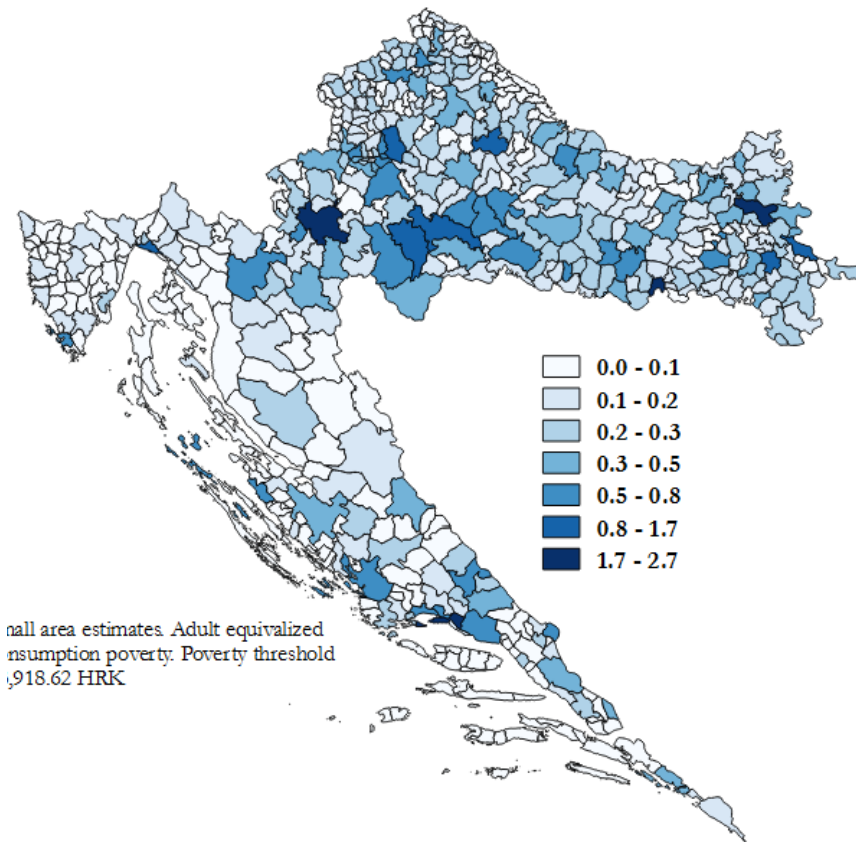 0.0 - 0.1
0.1 - 0.2
0.2 - 0.3
0.3 - 0.5
0.5 - 0.8
0.8 - 1.7
1.7 - 2.7
area estimates. Adult equivalized
poverty. Poverty threshold
918.62 HRK